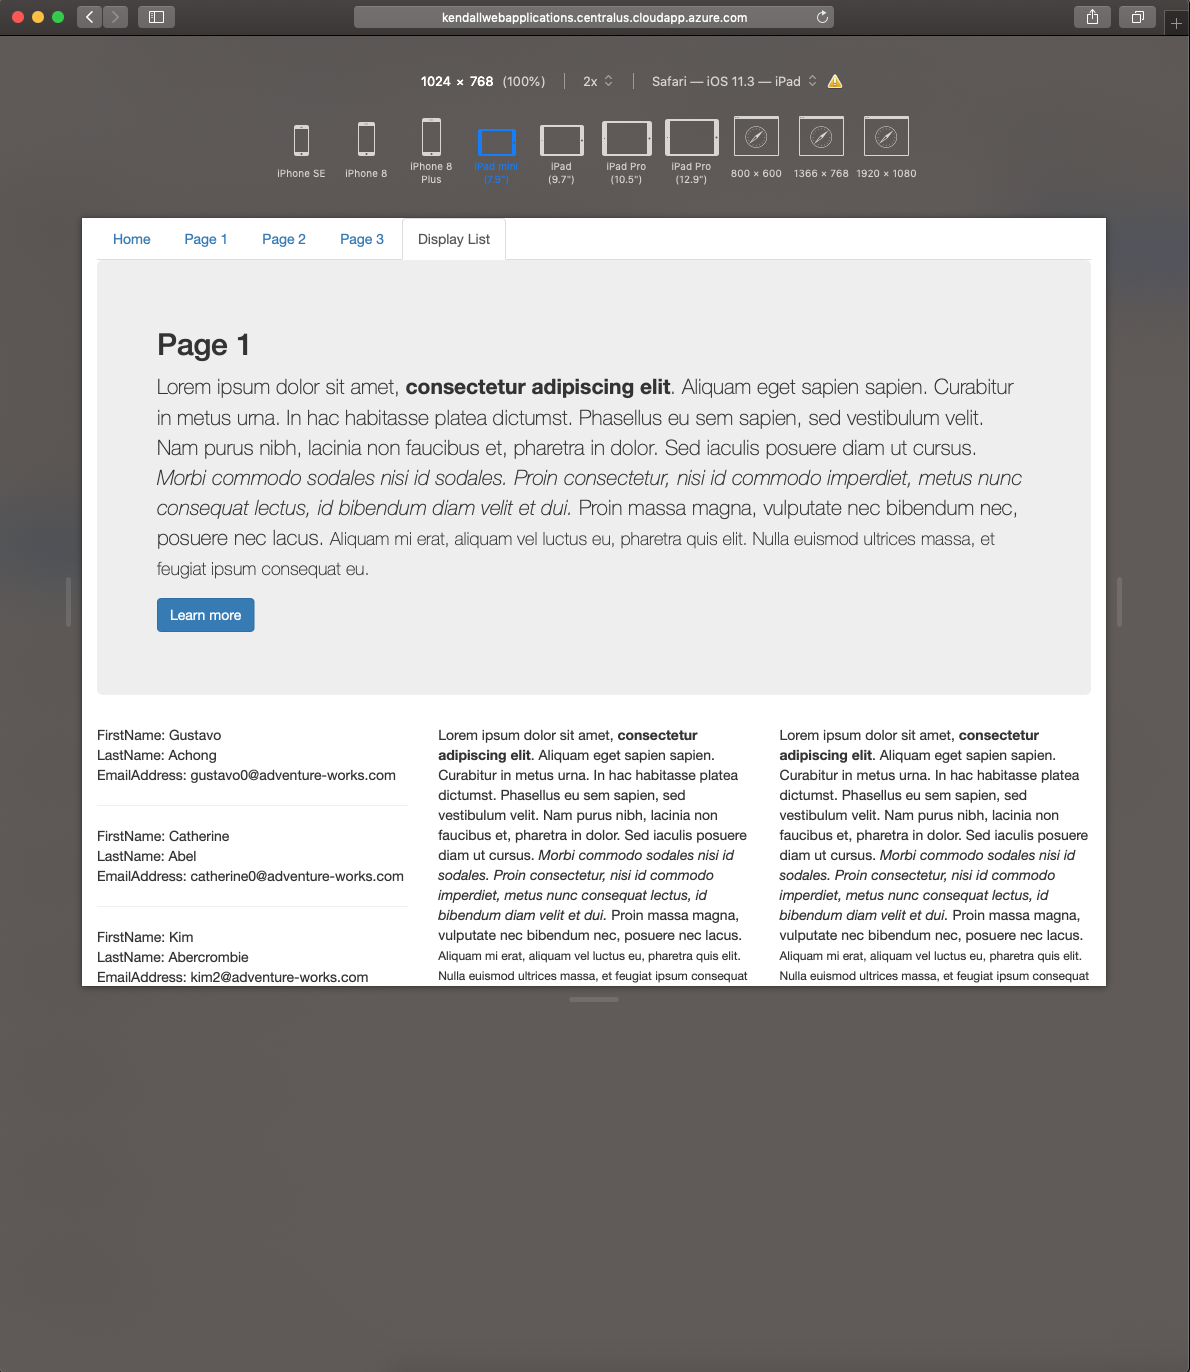 kendallwebapplications.centralus.cloudapp.azure.com
1024 × 768 (100%) 2x Safari — iOS 11.3 — iPad
iPhone SE
iPhone 8
iPhone 8 Plus
iPad mini (7.9")
iPad (9.7")
iPad Pro (10.5")
iPad Pro (12.9")
800 × 600
1366 × 768
1920 × 1080
Home Page 1 Page 2 Page 3 Display List
Page 1
Lorem ipsum dolor sit amet, consectetur adipiscing elit. Aliquam eget sapien sapien. Curabitur
in metus urna. In hac habitasse platea dictumst. Phasellus eu sem sapien, sed vestibulum velit.
Nam purus nibh, lacinia non faucibus et, pharetra in dolor. Sed iaculis posuere diam ut cursus.
Morbi commodo sodales nisi id sodales. Proin consectetur, nisi id commodo imperdiet, metus nunc
consequat lectus, id bibendum diam velit et dui. Proin massa magna, vulputate nec bibendum nec,
posuere nec lacus. Aliquam mi erat, aliquam vel luctus eu, pharetra quis elit. Nulla euismod ultrices massa, et
feugiat ipsum consequat eu.
Learn more
FirstName: Gustavo
LastName: Achong
EmailAddress: gustavo0@adventure-works.com
FirstName: Catherine
LastName: Abel
EmailAddress: catherine0@adventure-works.com
FirstName: Kim
LastName: Abercrombie
EmailAddress: kim2@adventure-works.com
Lorem ipsum dolor sit amet, consectetur
adipiscing elit. Aliquam eget sapien sapien.
Curabitur in metus urna. In hac habitasse platea
dictumst. Phasellus eu sem sapien, sed
vestibulum velit. Nam purus nibh, lacinia non
faucibus et, pharetra in dolor. Sed iaculis posuere
diam ut cursus. Morbi commodo sodales nisi id
sodales. Proin consectetur, nisi id commodo
imperdiet, metus nunc consequat lectus, id
bibendum diam velit et dui. Proin massa magna,
vulputate nec bibendum nec, posuere nec lacus.
Aliquam mi erat, aliquam vel luctus eu, pharetra quis elit.
Nulla euismod ultrices massa, et feugiat ipsum consequat
Lorem ipsum dolor sit amet, consectetur
adipiscing elit. Aliquam eget sapien sapien.
Curabitur in metus urna. In hac habitasse platea
dictumst. Phasellus eu sem sapien, sed
vestibulum velit. Nam purus nibh, lacinia non
faucibus et, pharetra in dolor. Sed iaculis posuere
diam ut cursus. Morbi commodo sodales nisi id
sodales. Proin consectetur, nisi id commodo
imperdiet, metus nunc consequat lectus, id
bibendum diam velit et dui. Proin massa magna,
vulputate nec bibendum nec, posuere nec lacus.
Aliquam mi erat, aliquam vel luctus eu, pharetra quis elit.
Nulla euismod ultrices massa, et feugiat ipsum consequat